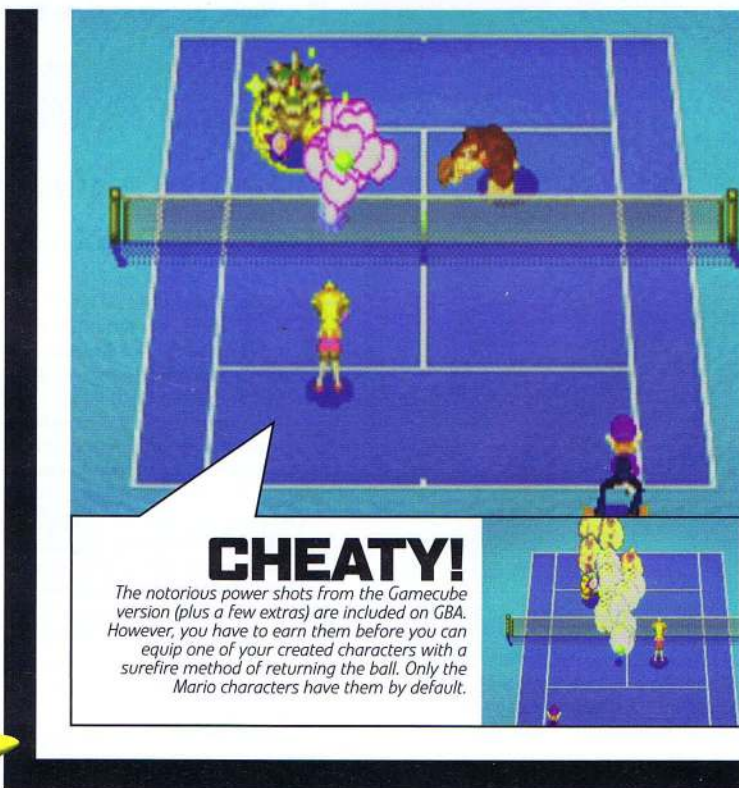 CHEATY!
The notorious power shots from the Gamecube
version (plus a few extras) are included on GBA.
However, you have to earn them before you can
equip one of your created characters with a
surefire method of returning the ball. Only the
Mario characters have them by default.